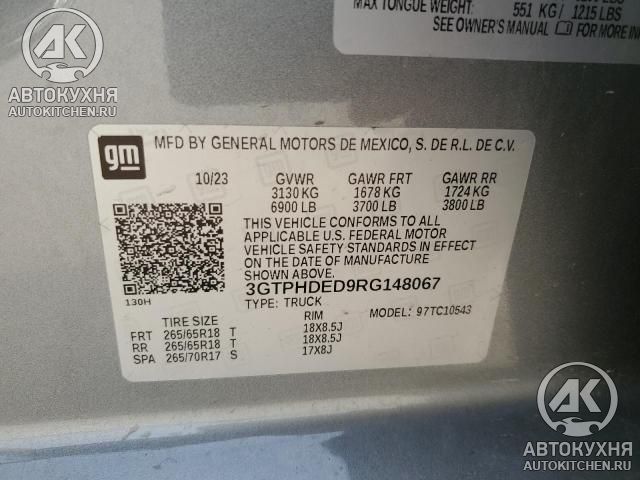 MAX TONGUE WEIGHT: 551 KG/ 1215 LBS
SEE OWNER'S MANUAL FOR MORE IN
АК
АВТОКУХНЯ
AUTOKITCHEN.RU
gm
MFD BY GENERAL MOTORS DE MEXICO, S. DE R.L. DE C.V.
10/23 GVWR GAWR FRT GAWR RR
3130 KG 1678 KG 1724 KG
6900 LB 3700 LB 3800 LB
THIS VEHICLE CONFORMS TO ALL
APPLICABLE U.S. FEDERAL MOTOR
VEHICLE SAFETY STANDARDS IN EFFECT
ON THE DATE OF MANUFACTURE
SHOWN ABOVE.
3GTPHDED9RG148067
130H
TYPE: TRUCK MODEL: 97TC10543
TIRE SIZE RIM
FRT 265/65R18 T 18X8.5J
RR 265/65R18 T 18X8.5J
SPA 265/70R17 S 17X8J
АК
АВТОКУХНЯ
AUTOKITCHEN.RU